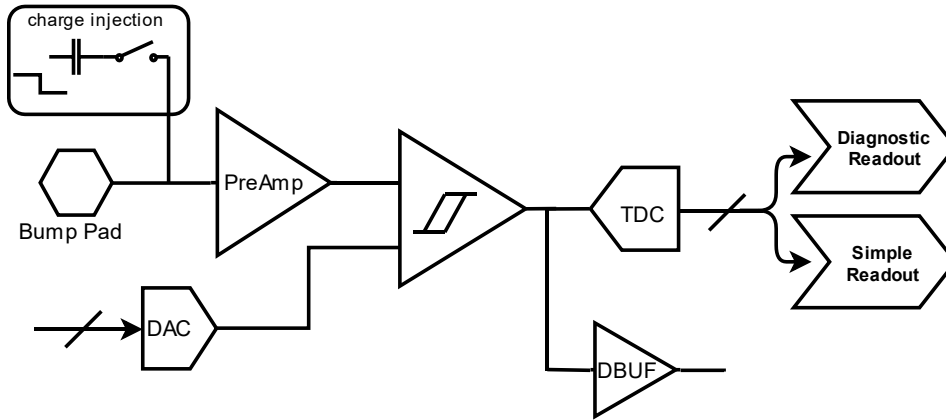 charge injection
PreAmp
Bump Pad
DAC
TDC
DBUF
Diagnostic
Readout
Simple
Readout